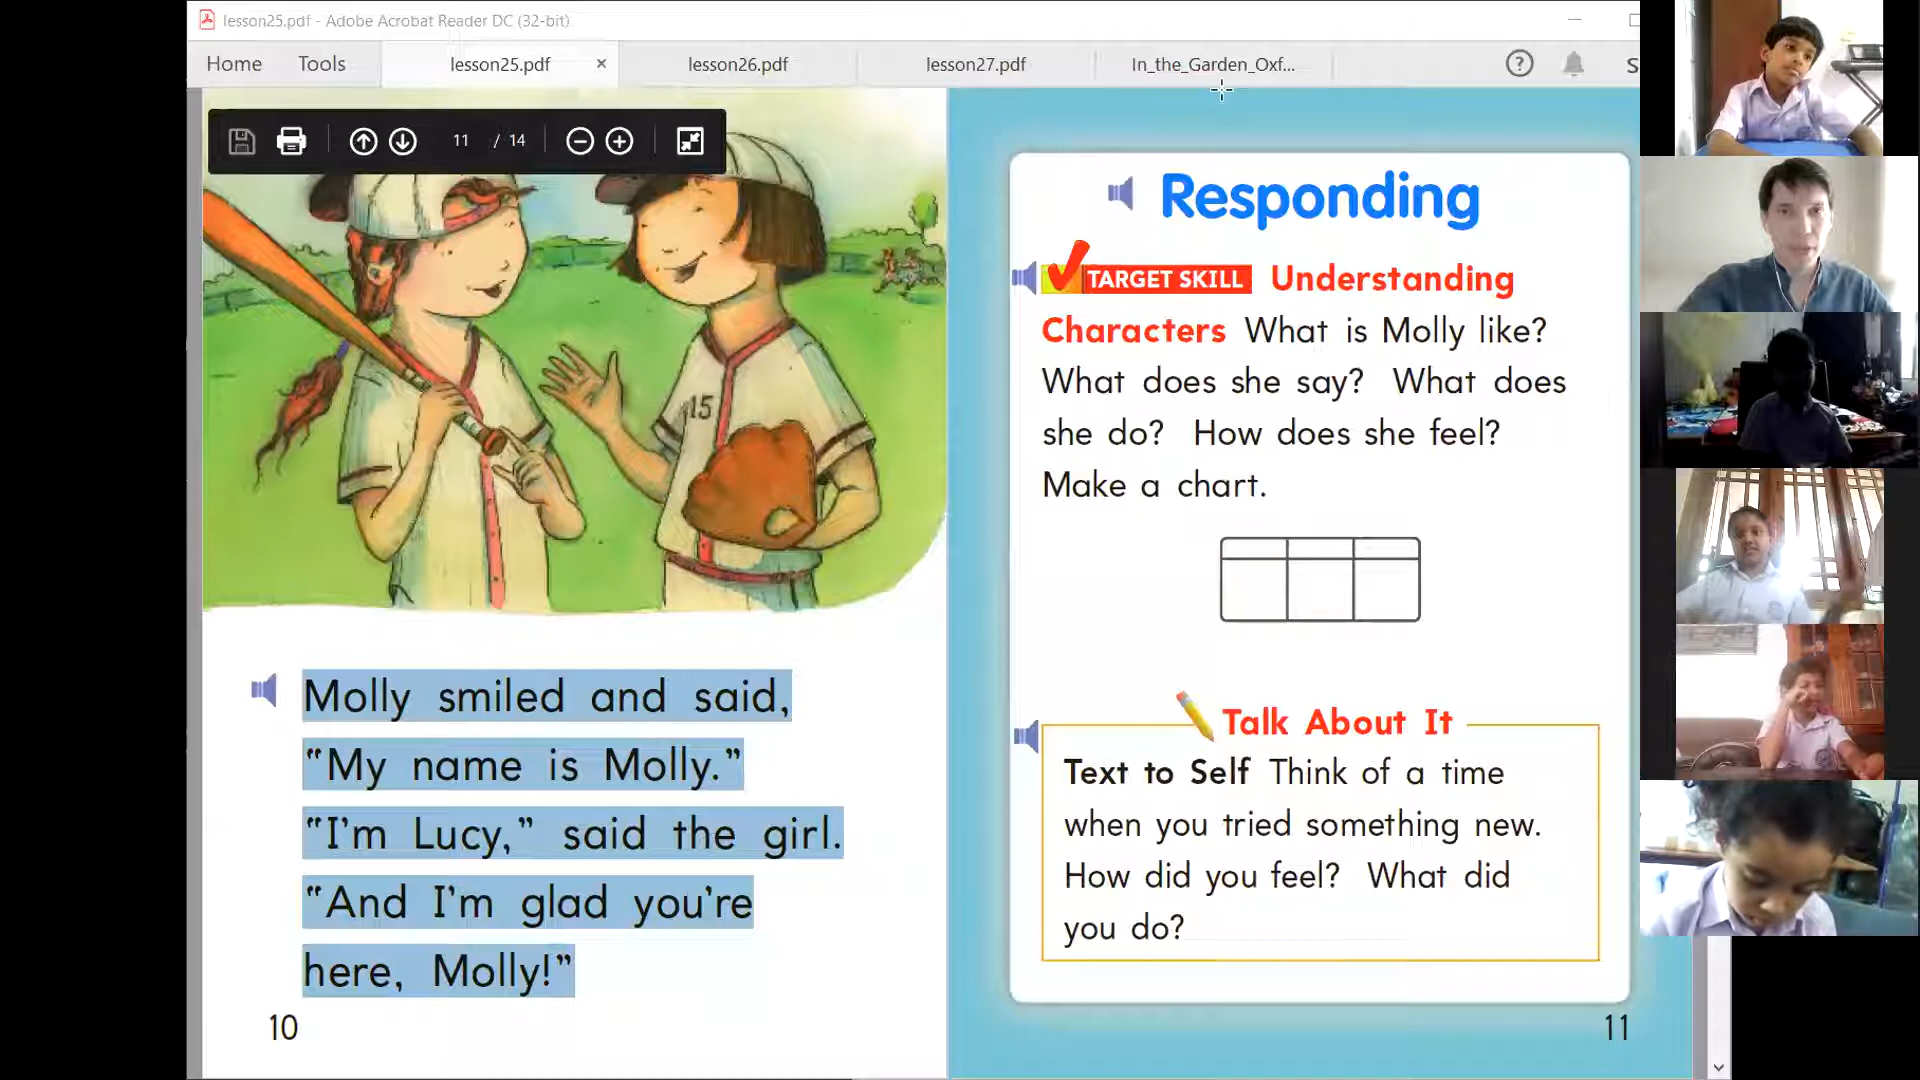 lesson25.pdf - Adobe Acrobat Reader DC (32-bit)
Home Tools lesson25.pdf × lesson26.pdf lesson27.pdf In_the_Garden_Oxf... ? S
11 / 14
15
Molly smiled and said,
“My name is Molly.”
“I’m Lucy,” said the girl.
“And I’m glad you’re
here, Molly!”
10
Responding
TARGET SKILL Understanding
Characters What is Molly like?
What does she say? What does
she do? How does she feel?
Make a chart.
Talk About It
Text to Self Think of a time
when you tried something new.
How did you feel? What did
you do?
11